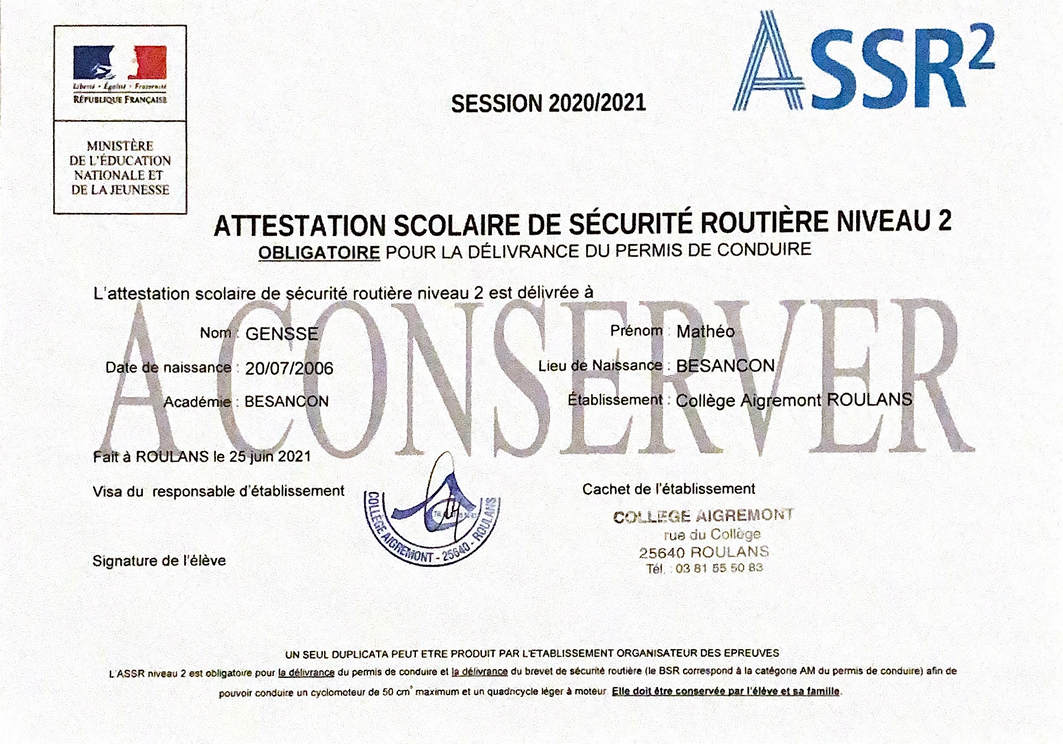 Liberté • Égalité • Fraternité
RÉPUBLIQUE FRANÇAISE
MINISTÈRE
DE L'ÉDUCATION
NATIONALE ET
DE LA JEUNESSE
ASSR²
SESSION 2020/2021
ATTESTATION SCOLAIRE DE SÉCURITÉ ROUTIÈRE NIVEAU 2
OBLIGATOIRE POUR LA DÉLIVRANCE DU PERMIS DE CONDUIRE
L'attestation scolaire de sécurité routière niveau 2 est délivrée à
A CONSERVER
Nom : GENSSE
Prénom : Mathéo
Date de naissance : 20/07/2006
Lieu de Naissance : BESANCON
Académie : BESANCON
Établissement : Collège Aigremont ROULANS
Fait à ROULANS le 25 juin 2021
Visa du responsable d'établissement
COLLÈGE AIGREMONT - 25640 - ROULANS
Cachet de l'établissement
COLLEGE AIGREMONT
rue du Collège
25640 ROULANS
Tél. : 03 81 55 50 83
Signature de l'élève
UN SEUL DUPLICATA PEUT ETRE PRODUIT PAR L'ETABLISSEMENT ORGANISATEUR DES EPREUVES
L'ASSR niveau 2 est obligatoire pour la délivrance du permis de conduire et la délivrance du brevet de sécurité routière (le BSR correspond à la catégorie AM du permis de conduire) afin de
pouvoir conduire un cyclomoteur de 50 cm³ maximum et un quadricycle léger à moteur. Elle doit être conservée par l'élève et sa famille.